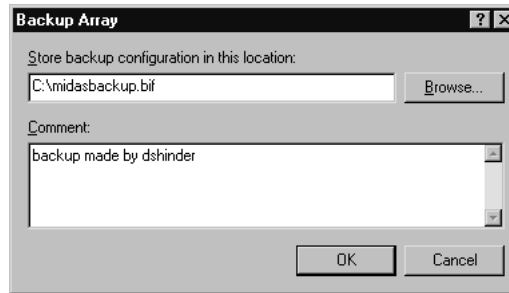 Backup Array
Store backup configuration in this location:
C:\midasbackup.bif
Browse...
Comment:
backup made by dshinder
OK
Cancel